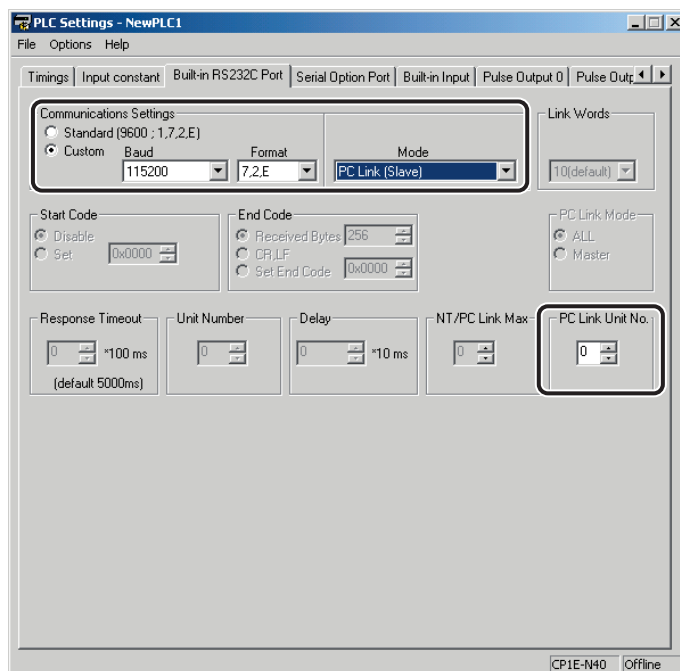 PLC Settings - NewPLC1
File Options Help
Timings Input constant Built-in RS232C Port Serial Option Port Built-in Input Pulse Output 0 Pulse Outp
Communications Settings
Standard (9600 ; 1,7,2,E)
Custom Baud Format Mode
115200 7,2,E PC Link (Slave)
Link Words
10(default)
Start Code
Disable
Set 0x0000
End Code
Received Bytes 256
CR,LF
Set End Code 0x0000
PC Link Mode
ALL
Master
Response Timeout
0 *100 ms
(default 5000ms)
Unit Number
0
Delay
0 *10 ms
NT/PC Link Max
0
PC Link Unit No.
0
CP1E-N40 Offline